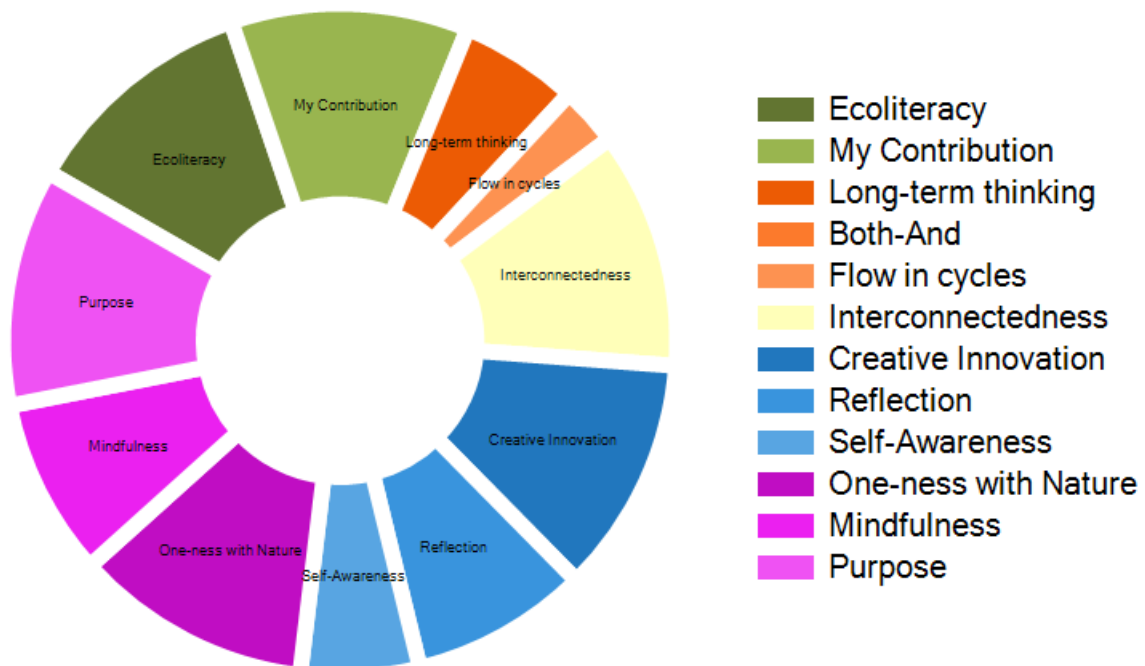 My Contribution
Long-term thinking
Ecoliteracy
Flow in cycles
Interconnectedness
Purpose
Creative Innovation
Mindfulness
Reflection
One-ness with Nature
Self-Awareness
Ecoliteracy
My Contribution
Long-term thinking
Both-And
Flow in cycles
Interconnectedness
Creative Innovation
Reflection
Self-Awareness
One-ness with Nature
Mindfulness
Purpose